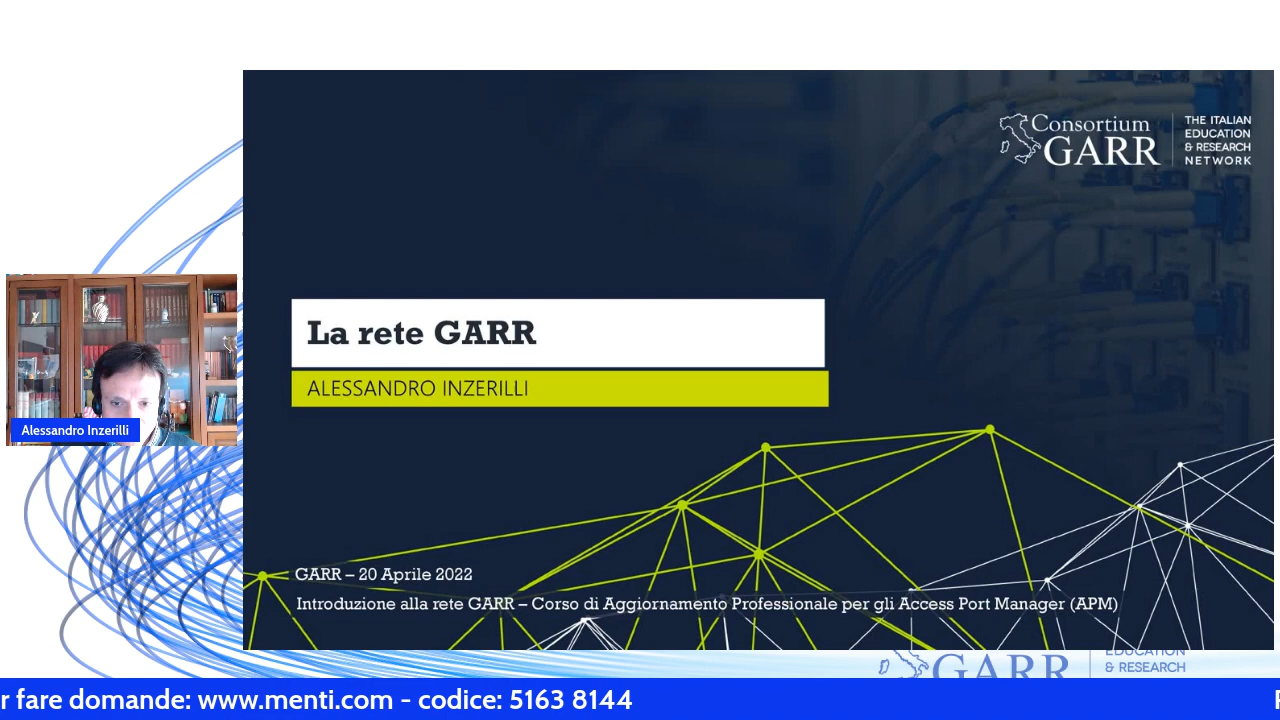 Consortium
GARR
THE ITALIAN
EDUCATION
& RESEARCH
NETWORK
La rete GARR
ALESSANDRO INZERILLI
Alessandro Inzerilli
GARR – 20 Aprile 2022
Introduzione alla rete GARR – Corso di Aggiornamento Professionale per gli Access Port Manager (APM)
GARR
EDUCATION
& RESEARCH
r fare domande: www.menti.com - codice: 5163 8144